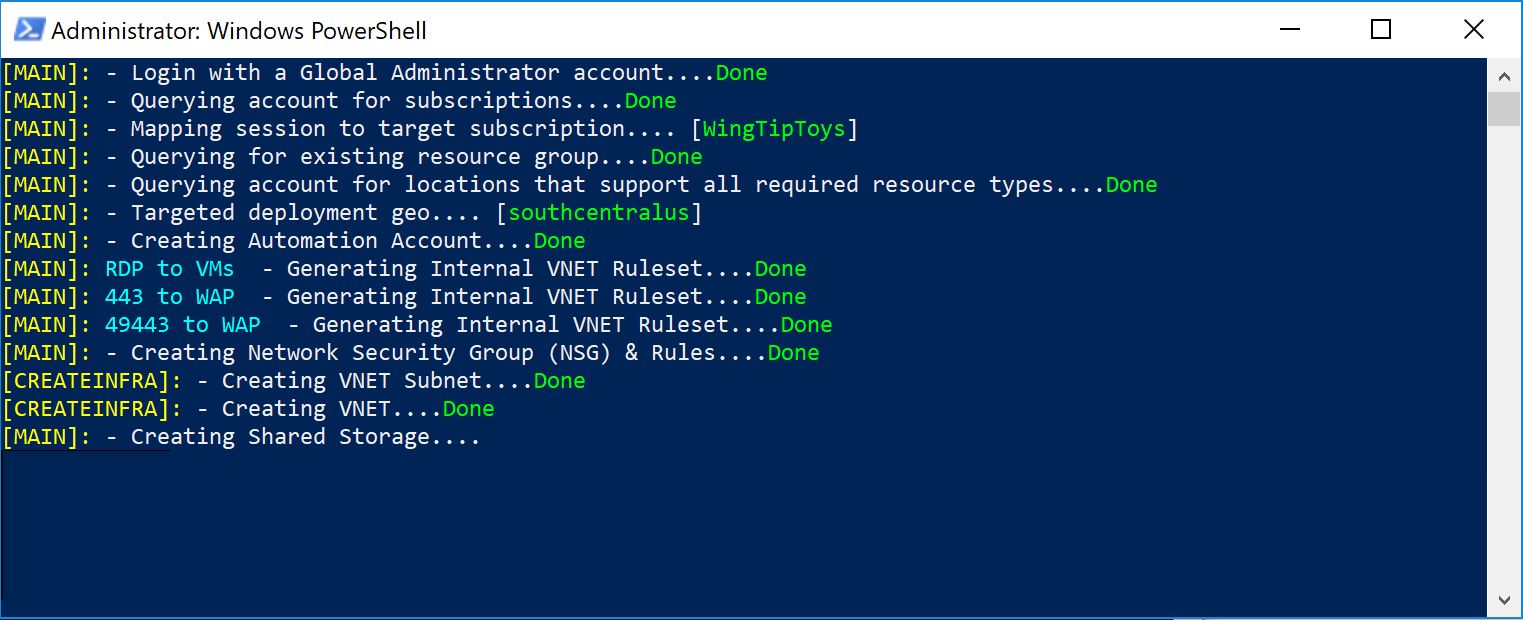 Administrator: Windows PowerShell
[MAIN]: - Login with a Global Administrator account....Done
[MAIN]: - Querying account for subscriptions....Done
[MAIN]: - Mapping session to target subscription.... [WingTipToys]
[MAIN]: - Querying for existing resource group....Done
[MAIN]: - Querying account for locations that support all required resource types....Done
[MAIN]: - Targeted deployment geo.... [southcentralus]
[MAIN]: - Creating Automation Account....Done
[MAIN]: RDP to VMs  - Generating Internal VNET Ruleset....Done
[MAIN]: 443 to WAP  - Generating Internal VNET Ruleset....Done
[MAIN]: 49443 to WAP  - Generating Internal VNET Ruleset....Done
[MAIN]: - Creating Network Security Group (NSG) & Rules....Done
[CREATEINFRA]: - Creating VNET Subnet....Done
[CREATEINFRA]: - Creating VNET....Done
[MAIN]: - Creating Shared Storage....